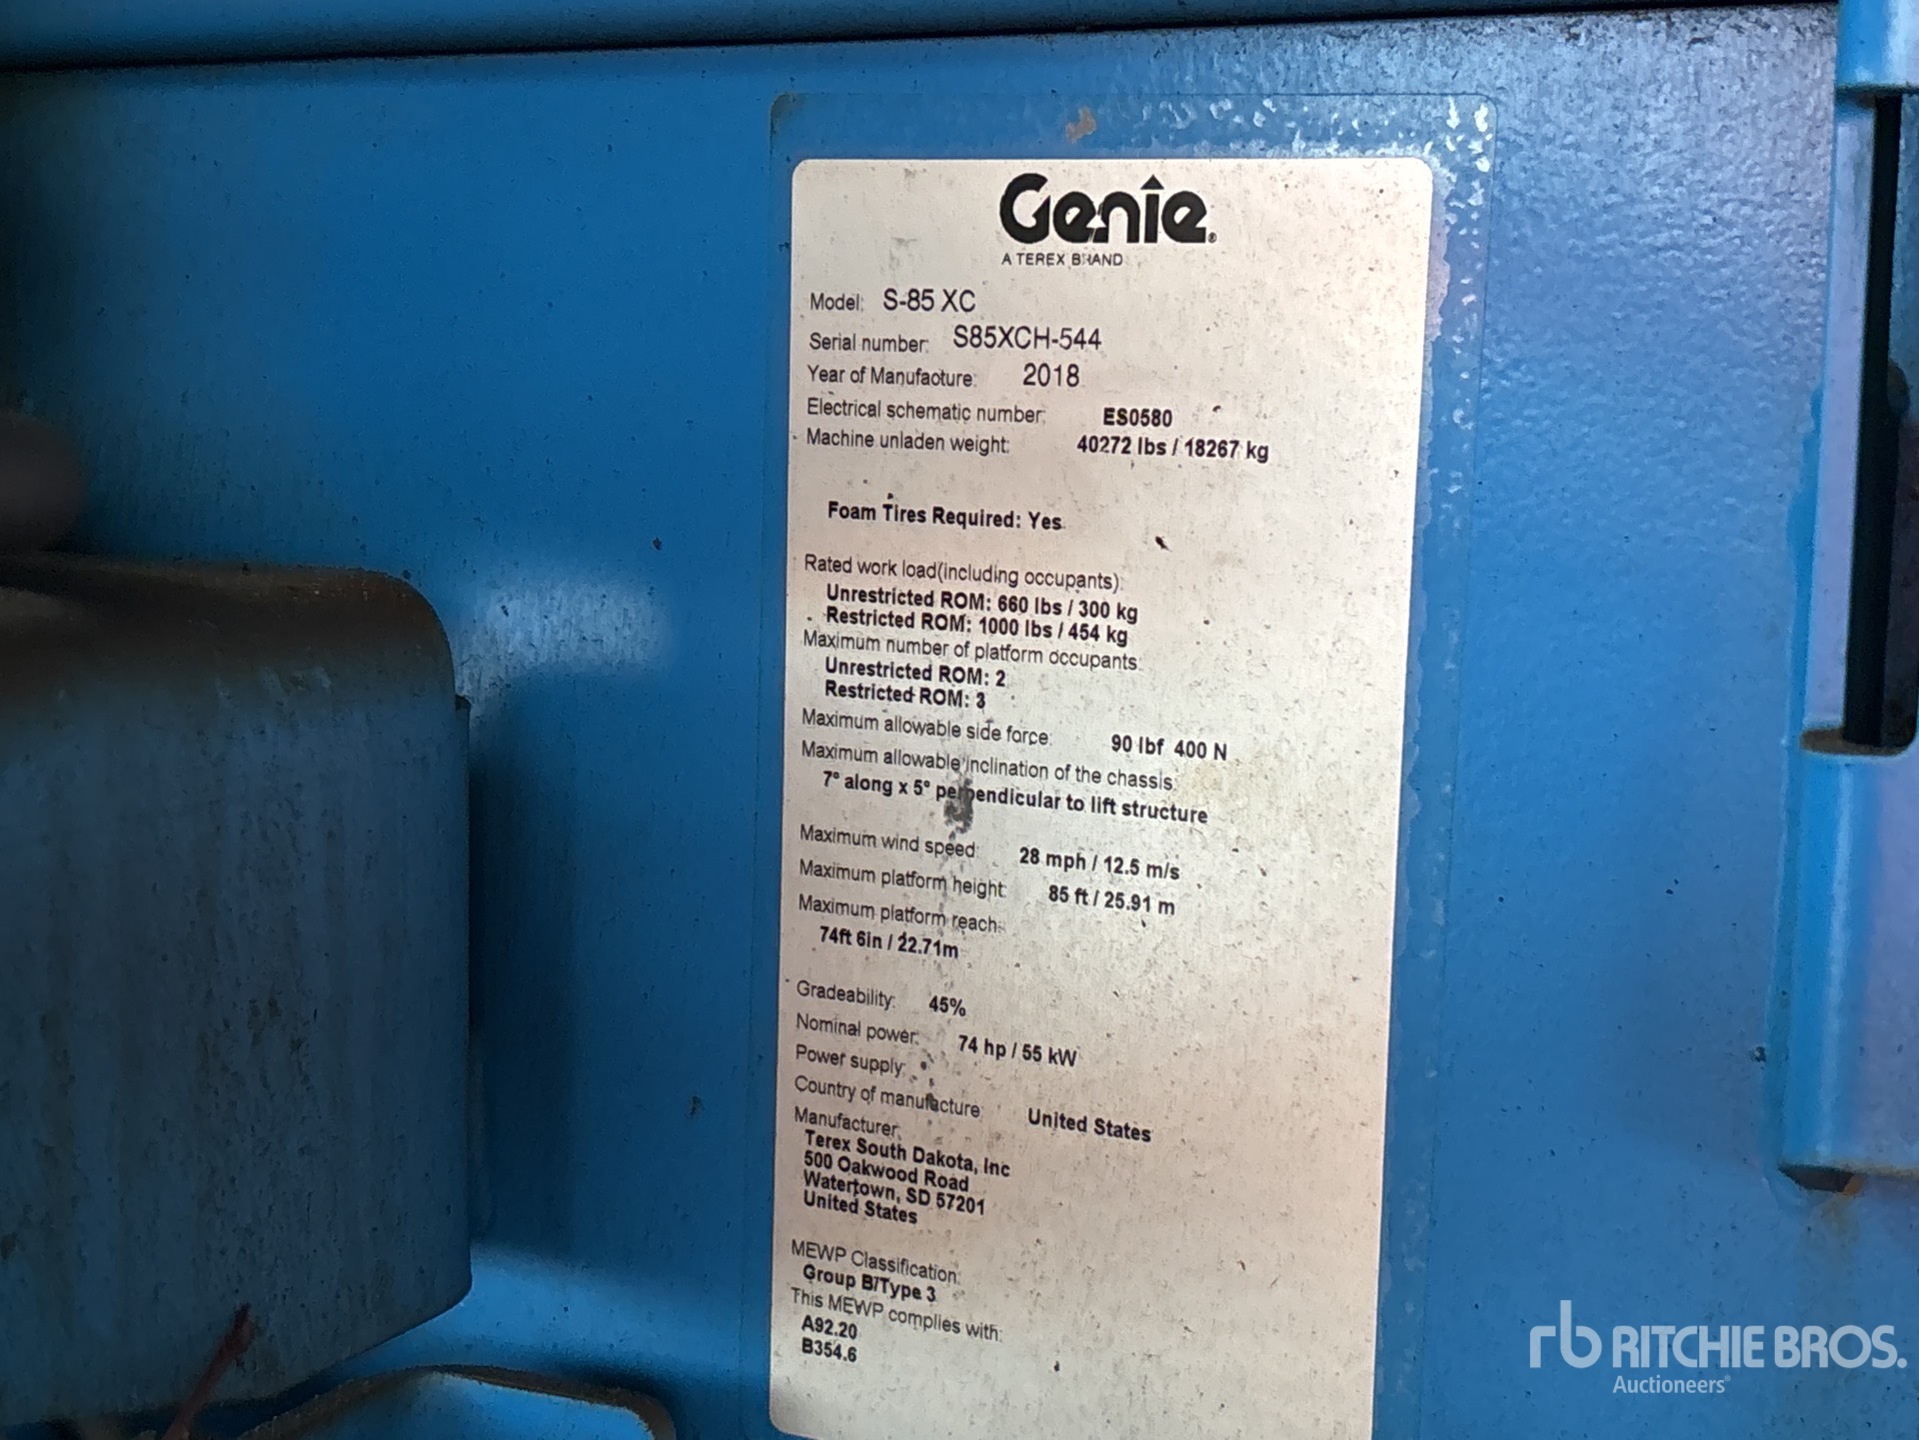 Genie®
A TEREX BRAND
Model: S-85 XC
Serial number: S85XCH-544
Year of Manufacture: 2018
Electrical schematic number: ES0580
Machine unladen weight: 40272 lbs / 18267 kg
Foam Tires Required: Yes
Rated work load(including occupants):
Unrestricted ROM: 660 lbs / 300 kg
Restricted ROM: 1000 lbs / 454 kg
Maximum number of platform occupants:
Unrestricted ROM: 2
Restricted ROM: 3
Maximum allowable side force: 90 lbf 400 N
Maximum allowable inclination of the chassis:
7° along x 5° perpendicular to lift structure
Maximum wind speed: 28 mph / 12.5 m/s
Maximum platform height: 85 ft / 25.91 m
Maximum platform reach:
74ft 6in / 22.71m
Gradeability: 45%
Nominal power: 74 hp / 55 kW
Power supply:
Country of manufacture: United States
Manufacturer:
Terex South Dakota, Inc
500 Oakwood Road
Watertown, SD 57201
United States
MEWP Classification:
Group B/Type 3
This MEWP complies with:
A92.20
B354.6
rb RITCHIE BROS.
Auctioneers®